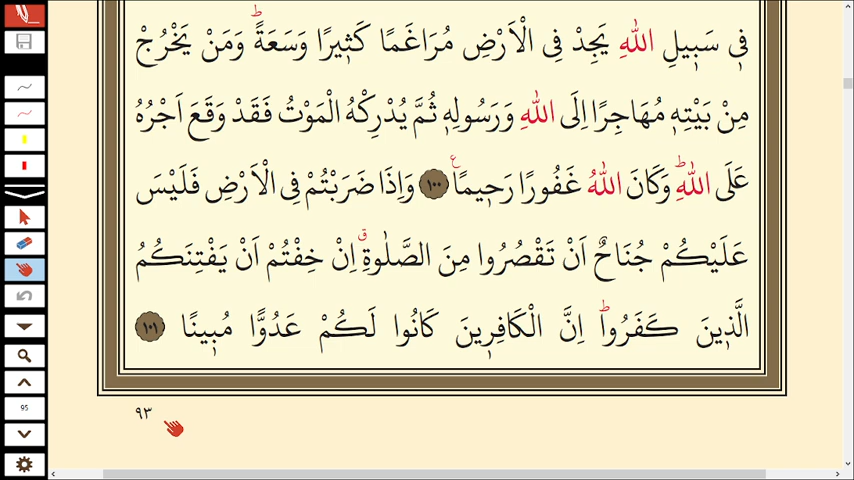 فٖي سَبٖيلِ اللّٰهِ يَجِدْ فِي الْاَرْضِ مُرَاغَمًا كَثٖيرًا وَسَعَةًؕ وَمَنْ يَخْرُجْ
مِنْ بَيْتِهٖ مُهَاجِرًا اِلَى اللّٰهِ وَرَسُولِهٖ ثُمَّ يُدْرِكْهُ الْمَوْتُ فَقَدْ وَقَعَ اَجْرُهُ
عَلَى اللّٰهِؕ وَكَانَ اللّٰهُ غَفُورًا رَحٖيمًاࣖ ١٠٠ وَاِذَا ضَرَبْتُمْ فِي الْاَرْضِ فَلَيْسَ
عَلَيْكُمْ جُنَاحٌ اَنْ تَقْصُرُوا مِنَ الصَّلٰوةِࣗ اِنْ خِفْتُمْ اَنْ يَفْتِنَكُمُ
الَّذٖينَ كَفَرُواؕ اِنَّ الْكَافِرٖينَ كَانُوا لَكُمْ عَدُوًّا مُبٖينًا ١٠١
٩٣
95